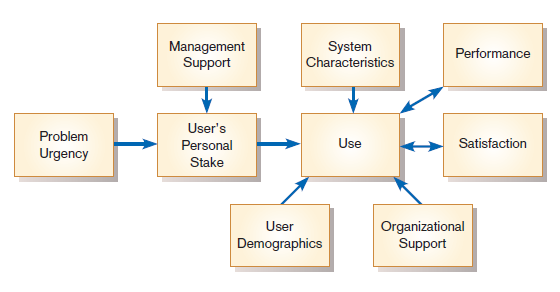 Management
Support
System
Characteristics
Performance
Problem
Urgency
User's
Personal
Stake
Use
Satisfaction
User
Demographics
Organizational
Support